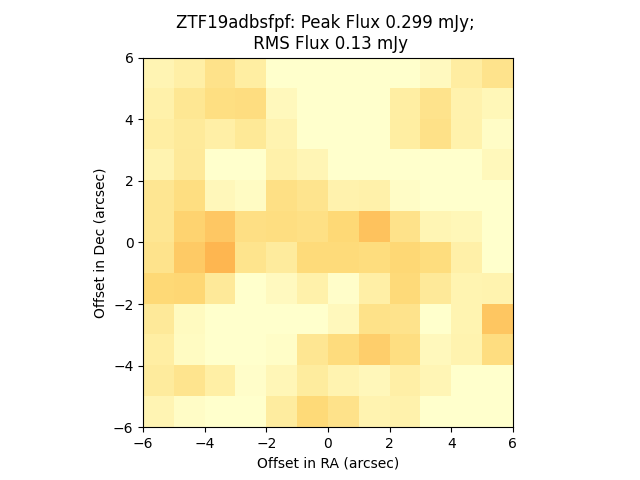 ZTF19adbsfpf: Peak Flux 0.299 mJy;
RMS Flux 0.13 mJy
6
4
2
0
−2
−4
−6
Offset in Dec (arcsec)
−6 −4 −2 0 2 4 6
Offset in RA (arcsec)